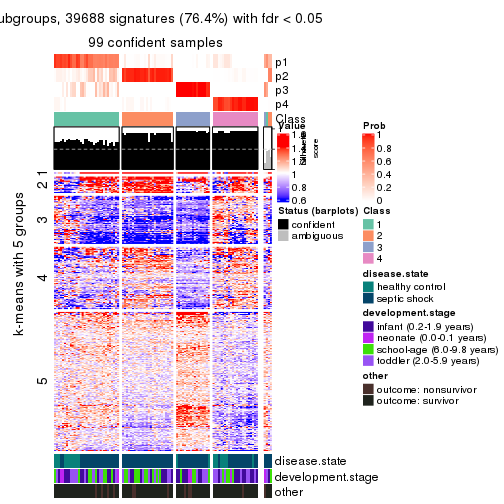 ubgroups, 39688 signatures (76.4%) with fdr < 0.05
99 confident samples
p1
p2
p3
p4
Class
k-means with 5 groups
1
2
3
4
5
disease.state
development.stage
other
Value
1
0.8
0.6
score
Status (barplots)
confident
ambiguous
Prob
1
0.8
0.6
0.4
0.2
0
Class
1
2
3
4
disease.state
healthy control
septic shock
development.stage
infant (0.2-1.9 years)
neonate (0.0-0.1 years)
school-age (6.0-9.8 years)
toddler (2.0-5.9 years)
other
outcome: nonsurvivor
outcome: survivor